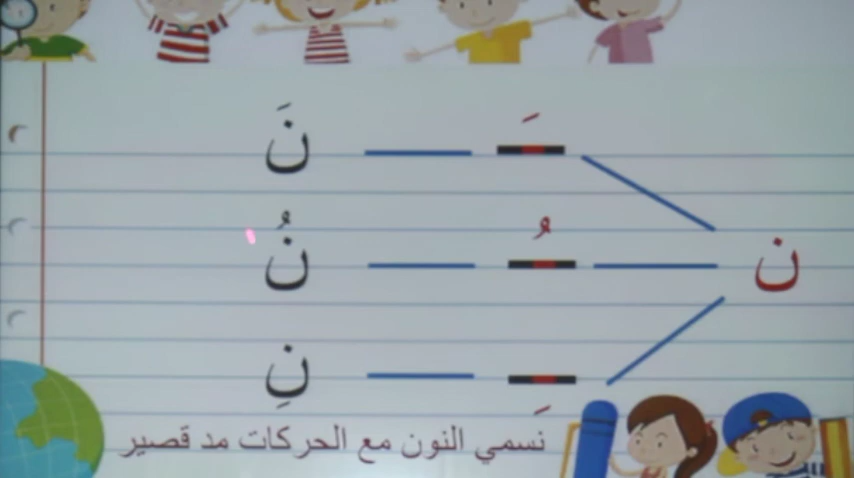 ن
ـَ نَ
ـُ نُ
ـِ نِ
نسمي النون مع الحركات مد قصير